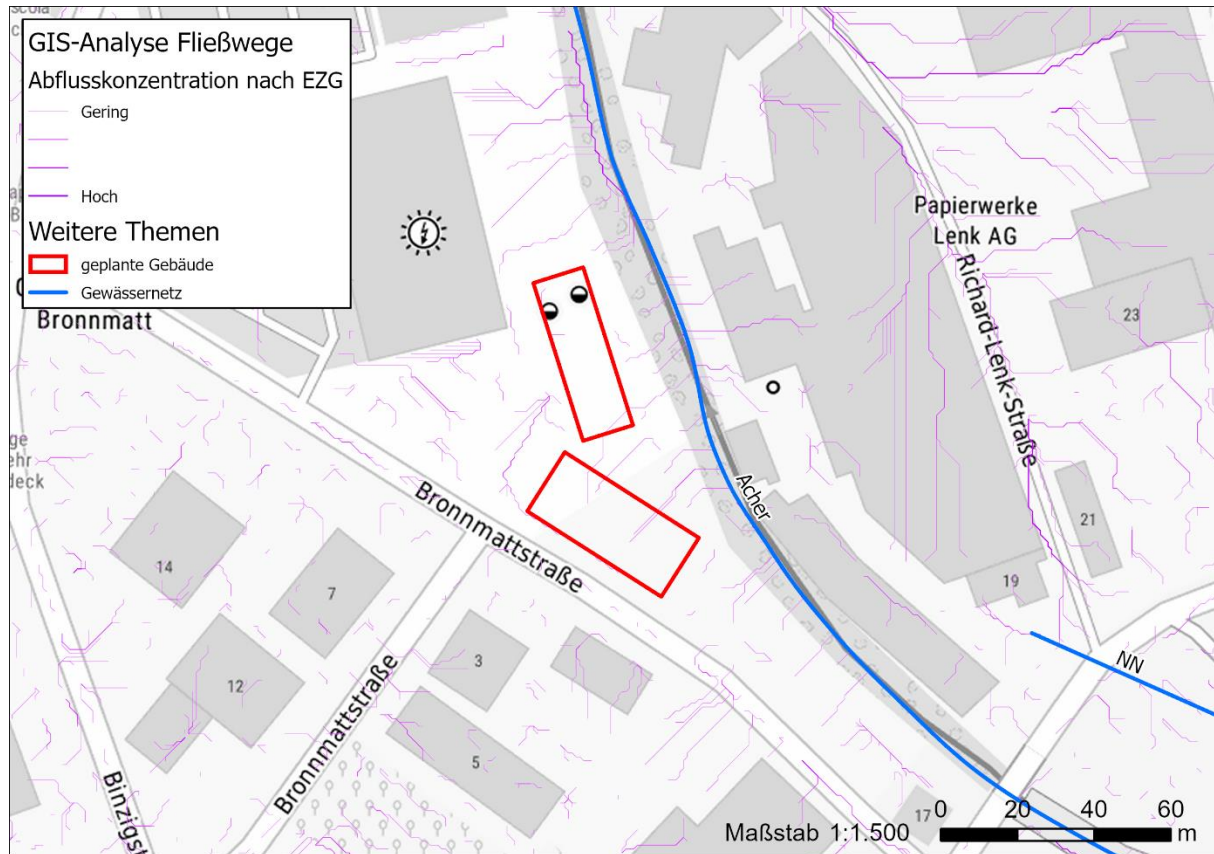 GIS-Analyse Fließwege
Abflusskonzentration nach EZG
Gering
Hoch
Weitere Themen
geplante Gebäude
Gewässernetz
Bronnmatt
Papierwerke
Lenk AG
Richard-Lenk-Straße
23
21
19
Acher
NN
Bronnmattstraße
14
7
12
3
5
Bronnmattstraße
17
Maßstab 1:1.500
0 20 40 60
m